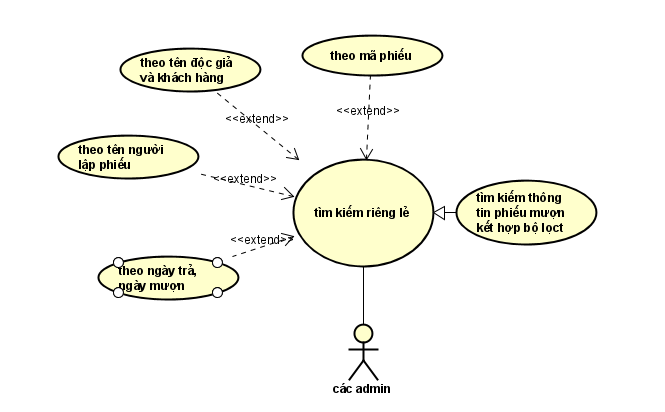 theo tên độc giả
và khách hàng
theo mã phiếu
<<extend>>
<<extend>>
theo tên người
lập phiếu
<<extend>>
tìm kiếm riêng lẻ
tìm kiếm thông
tin phiếu mượn
kết hợp bộ lọct
<<extend>>
theo ngày trả,
ngày mượn
các admin